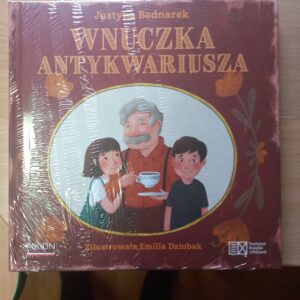 Justyna Bednarek
WNUCZKA
ANTYKWARIUSZA
Zilustrowała Emilia Dziubak